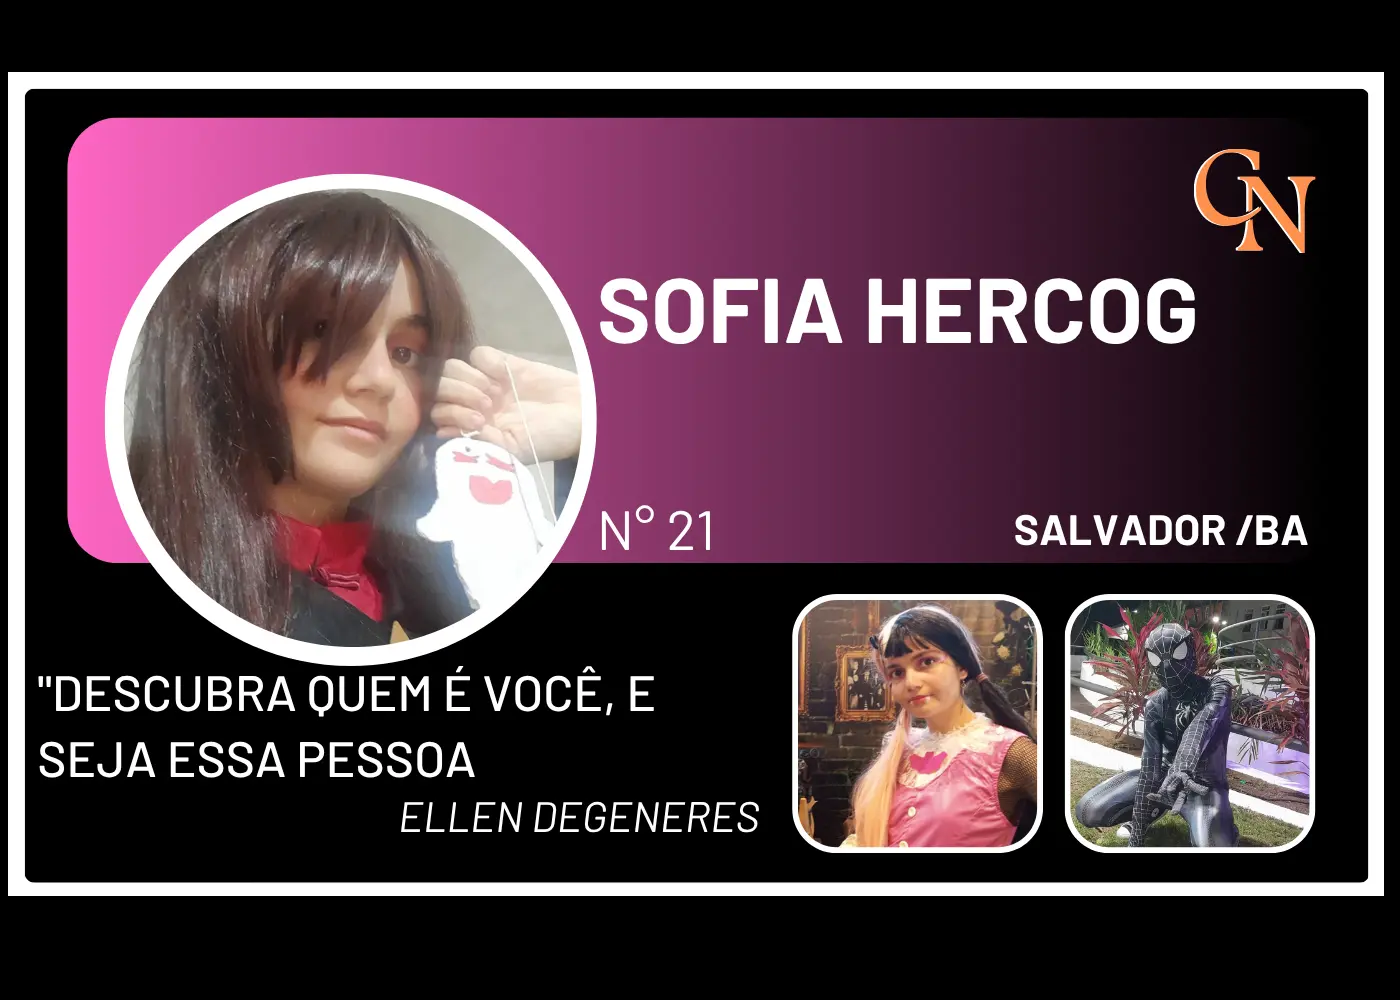 CN
SOFIA HERCOG
N° 21
SALVADOR /BA
"DESCUBRA QUEM É VOCÊ, E
SEJA ESSA PESSOA
ELLEN DEGENERES